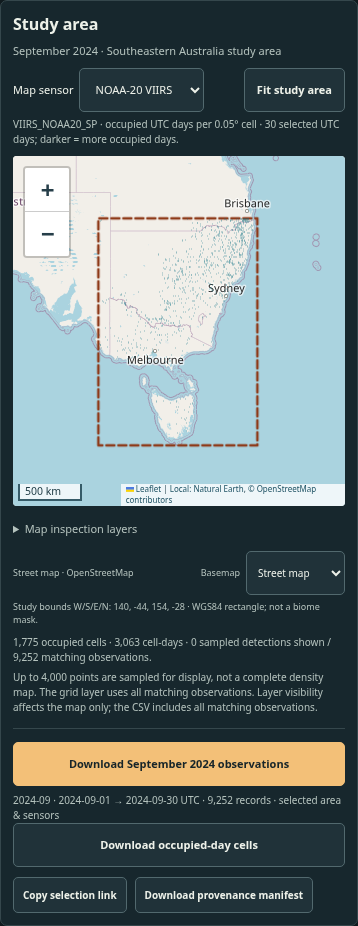 Study area
September 2024 · Southeastern Australia study area
Map sensor
NOAA-20 VIIRS
Fit study area
VIIRS_NOAA20_SP · occupied UTC days per 0.05° cell · 30 selected UTC
days; darker = more occupied days.
+
−
Brisbane
Sydney
Melbourne
500 km
Leaflet | Local: Natural Earth, © OpenStreetMap
contributors
▶ Map inspection layers
Street map · OpenStreetMap
Basemap
Street map
Study bounds W/S/E/N: 140, -44, 154, -28 · WGS84 rectangle; not a biome
mask.
1,775 occupied cells · 3,063 cell-days · 0 sampled detections shown /
9,252 matching observations.
Up to 4,000 points are sampled for display, not a complete density
map. The grid layer uses all matching observations. Layer visibility
affects the map only; the CSV includes all matching observations.
Download September 2024 observations
2024-09 · 2024-09-01 → 2024-09-30 UTC · 9,252 records · selected area
& sensors
Download occupied-day cells
Copy selection link
Download provenance manifest